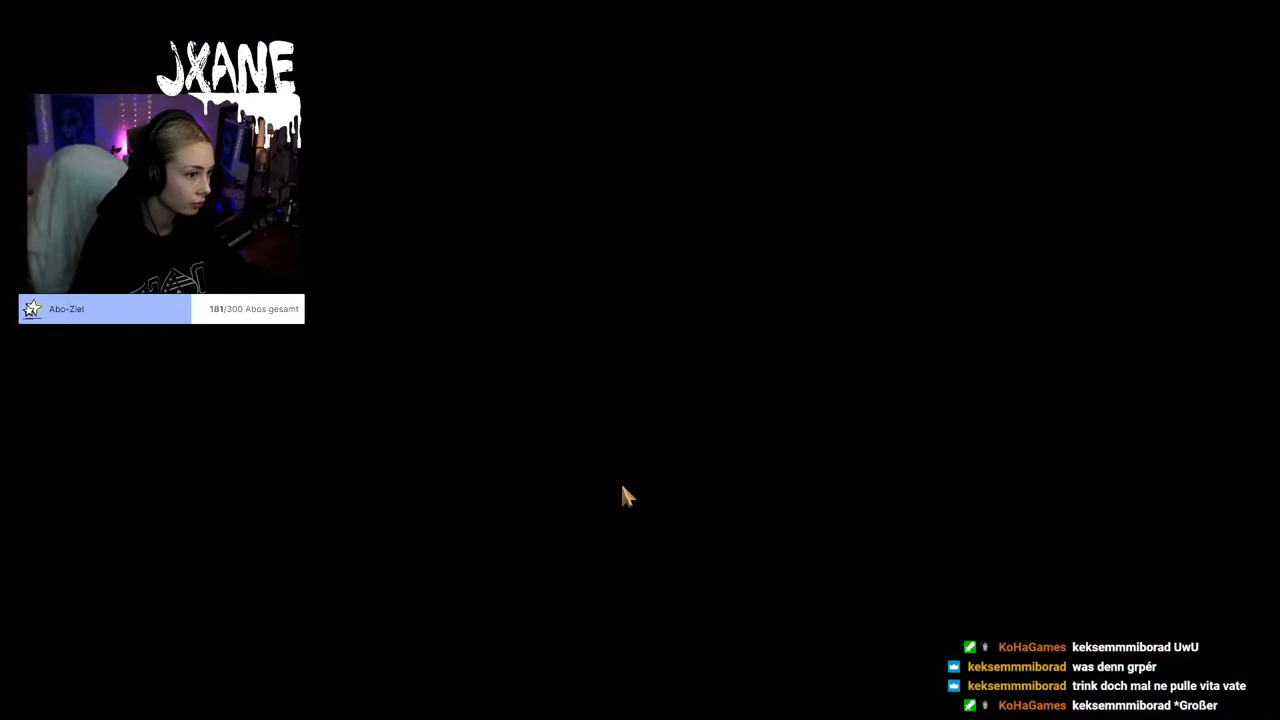 JXANE
Abo-Ziel 181/300 Abos gesamt
KoHaGames keksemmmiborad UwU
keksemmmiborad was denn grpér
keksemmmiborad trink doch mal ne pulle vita vate
KoHaGames keksemmmiborad *Großer